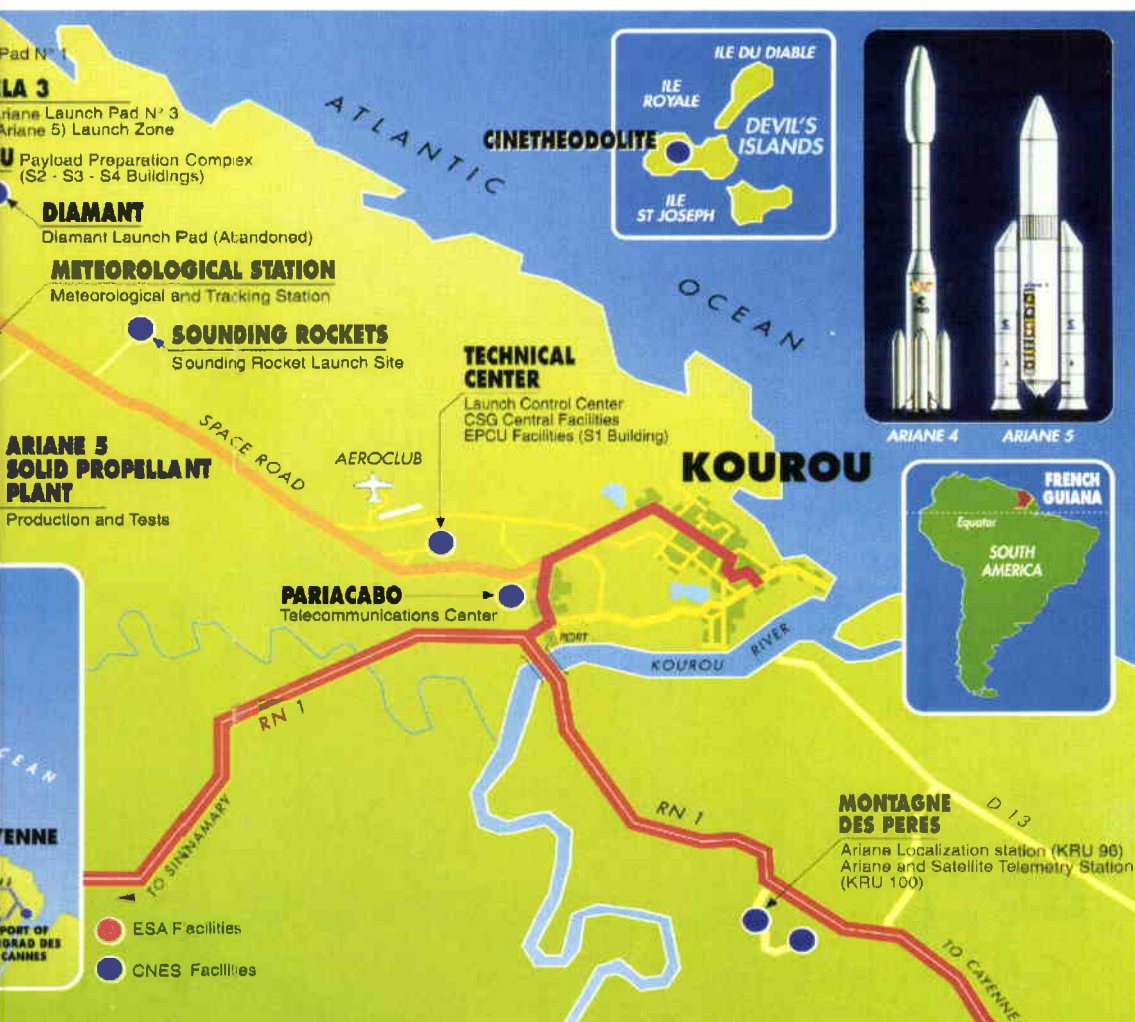 Pad N° 1
LA 3
riane Launch Pad N° 3
Ariane 5) Launch Zone
U Payload Preparation Complex
(S2 - S3 - S4 Buildings)
DIAMANT
Diamant Launch Pad (Abandoned)
METEOROLOGICAL STATION
Meteorological and Tracking Station
SOUNDING ROCKETS
Sounding Rocket Launch Site
ATLANTIC
OCEAN
CINETHEODOLITE
ILE DU DIABLE
ILE
ROYALE
DEVIL'S
ISLANDS
ILE
ST JOSEPH
ARIANE 4
ARIANE 5
TECHNICAL
CENTER
Launch Control Center
CSG Central Facilities
EPCU Facilities (S1 Building)
SPACE ROAD
AEROCLUB
KOUROU
ARIANE 5
SOLID PROPELLANT
PLANT
Production and Tests
FRENCH
GUIANA
Equator
SOUTH
AMERICA
PARIACABO
Telecommunications Center
PORT
KOUROU RIVER
RN 1
TO SINNAMARY
RN 1
D 13
MONTAGNE
DES PERES
Ariane Localization station (KRU 96)
Ariane and Satellite Telemetry Station
(KRU 100)
TO CAYENNE
CEAN
YENNE
PORT OF
GRAD DES
CANNES
ESA Facilities
CNES Facilities